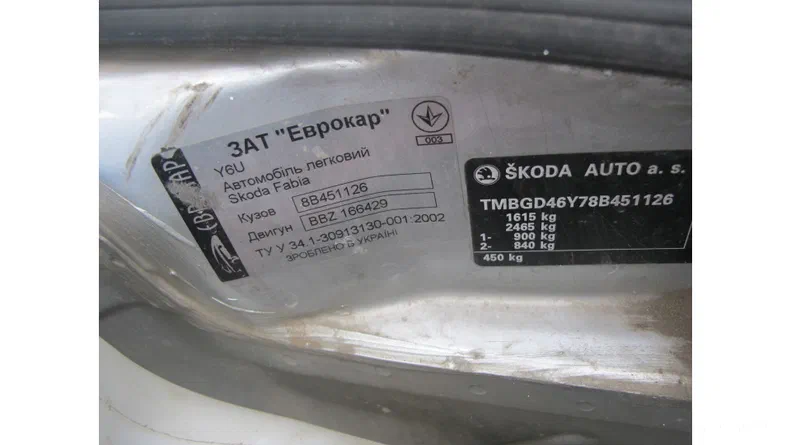 ЄВРОКАР
ЗАТ "Еврокар"
Y6U
Автомобіль легковий
Skoda Fabia
Кузов 8B451126
Двигун BBZ 166429
ТУ У 34.1-30913130-001:2002
ЗРОБЛЕНО В УКРАЇНІ
003
ŠKODA AUTO a. s.
TMBGD46Y78B451126
1615 kg
2465 kg
1- 900 kg
2- 840 kg
450 kg